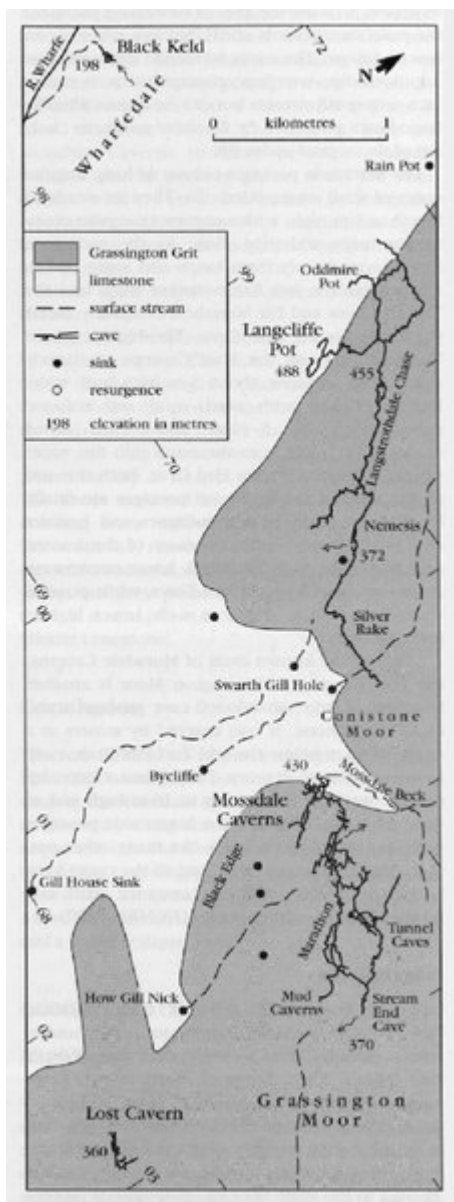 R. Wharfe
Black Keld
198
Wharfedale
N
0 kilometres 1
Rain Pot
Grassington Grit
limestone
surface stream
cave
sink
resurgence
198 elevation in metres
Oddmire
Pot
Langcliffe
Pot
488
455
Langstrothdale Chase
70
Nemesis
372
Silver
Rake
Swarth Gill Hole
Conistone
Moor
Bycliffe
430
Mossdale Beck
Mossdale
Caverns
Black Edge
Gill House Sink
Marathon
Tunnel
Caves
How Gill Nick
Mud
Caverns
Stream
End
Cave
370
02
Grassington
Moor
Lost Cavern
360
03